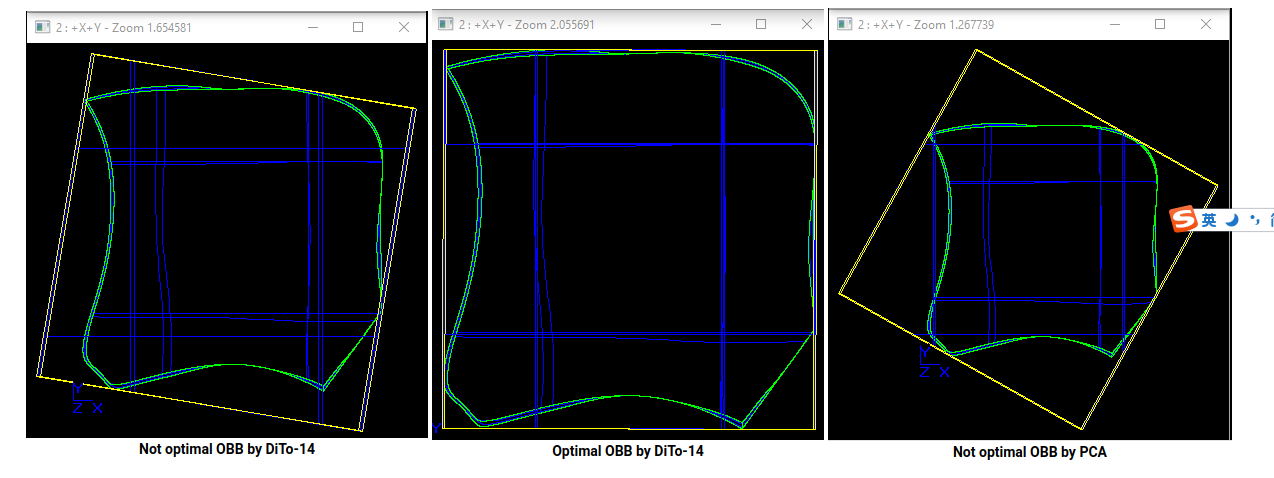 2 : +X+Y - Zoom 1.654581
2 : +X+Y - Zoom 2.055691
2 : +X+Y - Zoom 1.267739
S 英
Y
Z X
Y
Y
Z X
Not optimal OBB by DiTo-14
Optimal OBB by DiTo-14
Not optimal OBB by PCA